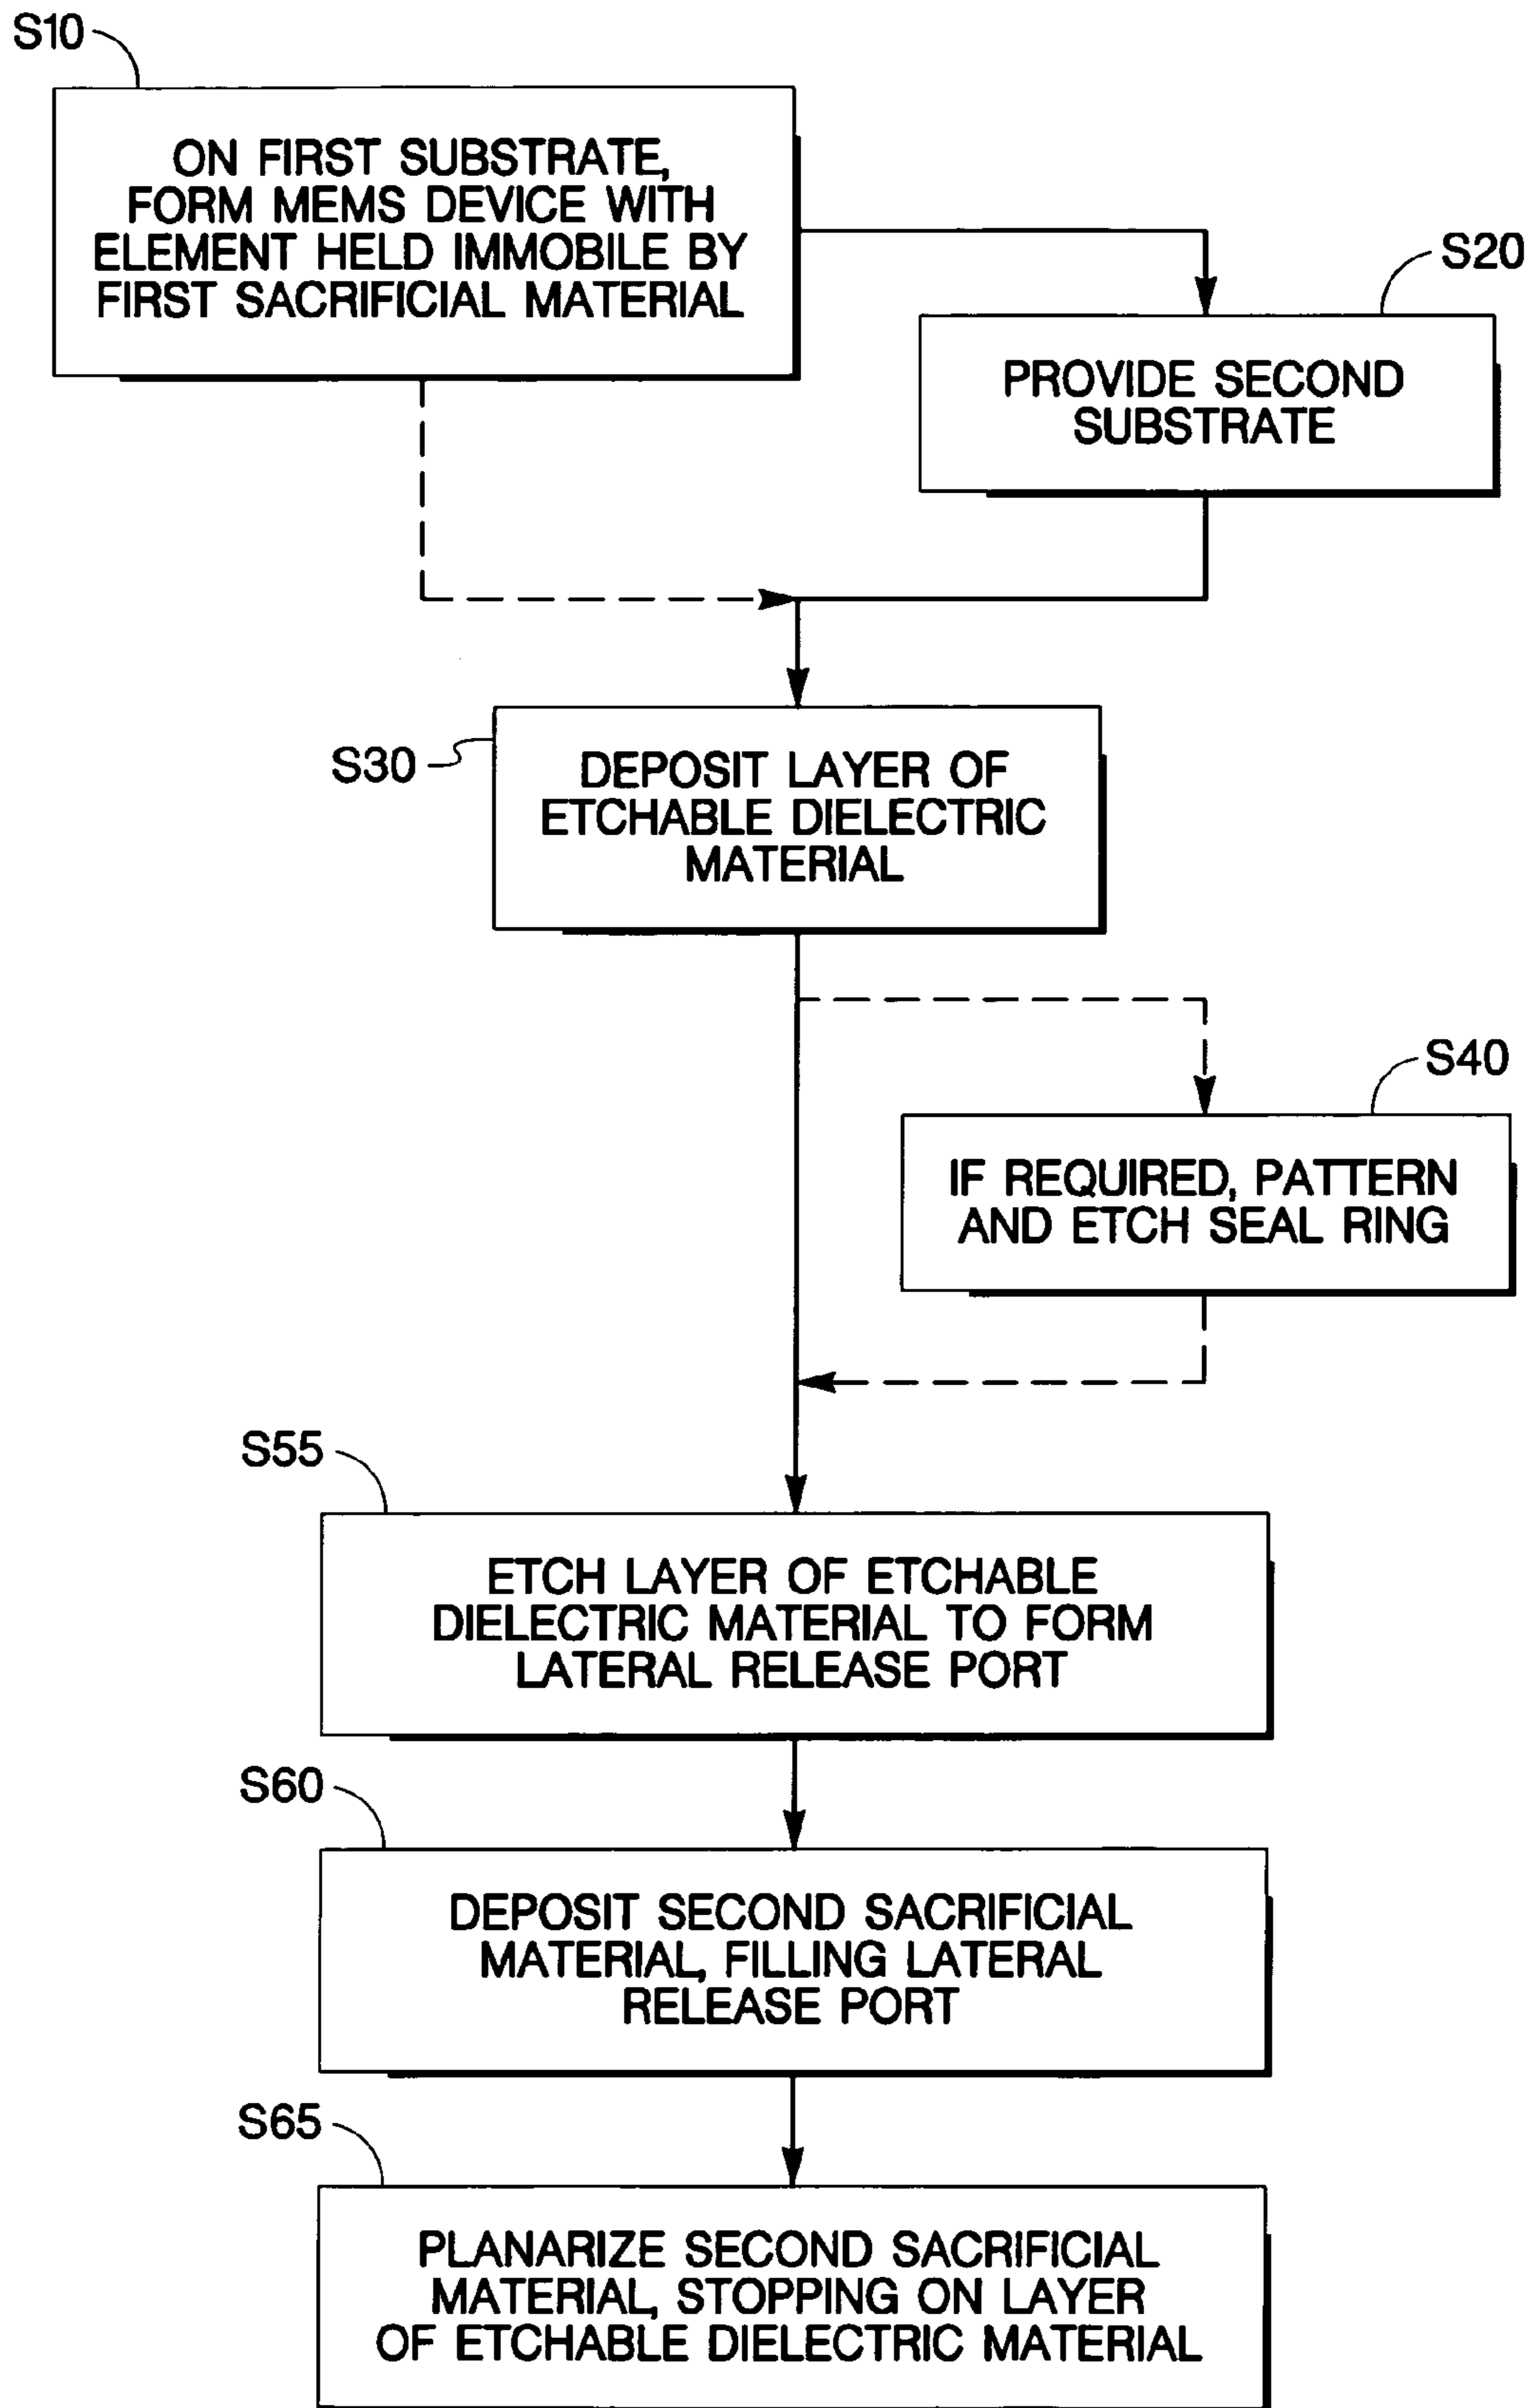 S10
ON FIRST SUBSTRATE,
FORM MEMS DEVICE WITH
ELEMENT HELD IMMOBILE BY
FIRST SACRIFICIAL MATERIAL
S20
PROVIDE SECOND
SUBSTRATE
S30
DEPOSIT LAYER OF
ETCHABLE DIELECTRIC
MATERIAL
S40
IF REQUIRED, PATTERN
AND ETCH SEAL RING
S55
ETCH LAYER OF ETCHABLE
DIELECTRIC MATERIAL TO FORM
LATERAL RELEASE PORT
S60
DEPOSIT SECOND SACRIFICIAL
MATERIAL, FILLING LATERAL
RELEASE PORT
S65
PLANARIZE SECOND SACRIFICIAL
MATERIAL, STOPPING ON LAYER
OF ETCHABLE DIELECTRIC MATERIAL